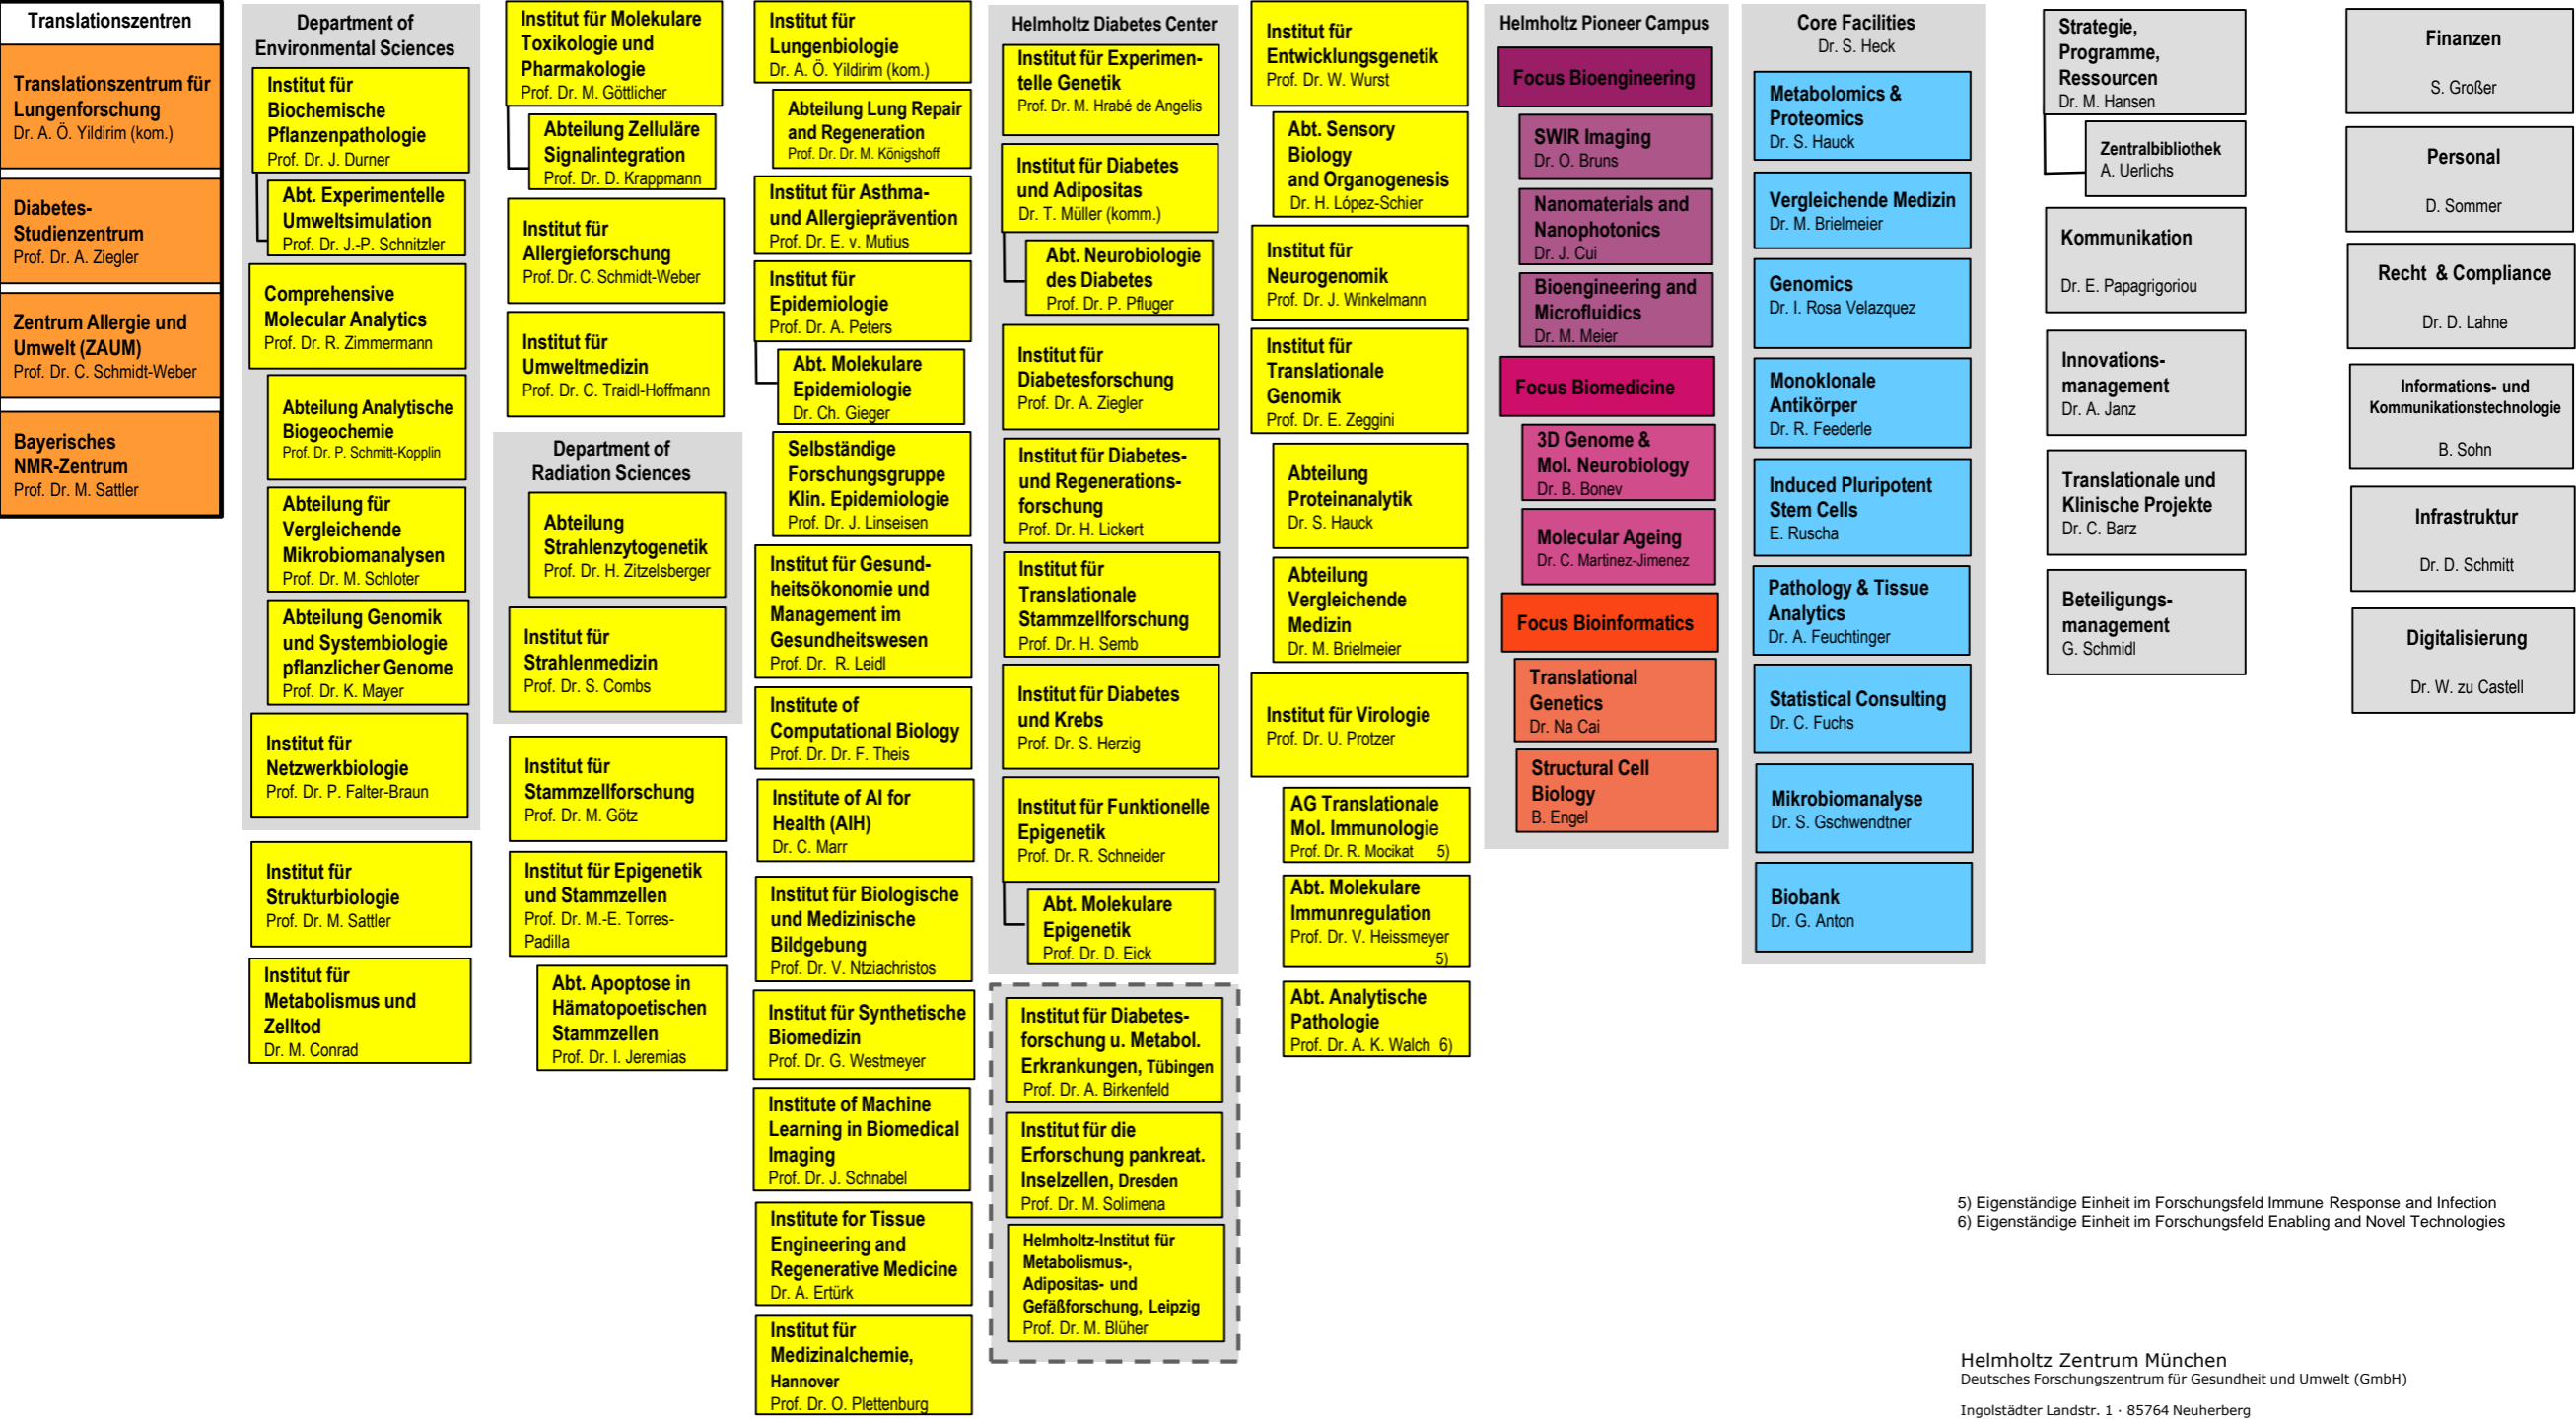 Translationszentren
Translationszentrum für
Lungenforschung
Dr. A. Ö. Yildirim (kom.)
Diabetes-
Studienzentrum
Prof. Dr. A. Ziegler
Zentrum Allergie und
Umwelt (ZAUM)
Prof. Dr. C. Schmidt-Weber
Bayerisches
NMR-Zentrum
Prof. Dr. M. Sattler
Department of
Environmental Sciences
Institut für
Biochemische
Pflanzenpathologie
Prof. Dr. J. Durner
Abt. Experimentelle
Umweltsimulation
Prof. Dr. J.-P. Schnitzler
Comprehensive
Molecular Analytics
Prof. Dr. R. Zimmermann
Abteilung Analytische
Biogeochemie
Prof. Dr. P. Schmitt-Kopplin
Abteilung für
Vergleichende
Mikrobiomanalysen
Prof. Dr. M. Schloter
Abteilung Genomik
und Systembiologie
pflanzlicher Genome
Prof. Dr. K. Mayer
Institut für
Netzwerkbiologie
Prof. Dr. P. Falter-Braun
Institut für
Strukturbiologie
Prof. Dr. M. Sattler
Institut für
Metabolismus und
Zelltod
Dr. M. Conrad
Institut für Molekulare
Toxikologie und
Pharmakologie
Prof. Dr. M. Göttlicher
Abteilung Zelluläre
Signalintegration
Prof. Dr. D. Krappmann
Institut für
Allergieforschung
Prof. Dr. C. Schmidt-Weber
Institut für
Umweltmedizin
Prof. Dr. C. Traidl-Hoffmann
Department of
Radiation Sciences
Abteilung
Strahlenzytogenetik
Prof. Dr. H. Zitzelsberger
Institut für
Strahlenmedizin
Prof. Dr. S. Combs
Institut für
Stammzellforschung
Prof. Dr. M. Götz
Institut für Epigenetik
und Stammzellen
Prof. Dr. M.-E. Torres-
Padilla
Abt. Apoptose in
Hämatopoetischen
Stammzellen
Prof. Dr. I. Jeremias
Institut für
Lungenbiologie
Dr. A. Ö. Yildirim (kom.)
Abteilung Lung Repair
and Regeneration
Prof. Dr. Dr. M. Königshoff
Institut für Asthma-
und Allergieprävention
Prof. Dr. E. v. Mutius
Institut für
Epidemiologie
Prof. Dr. A. Peters
Abt. Molekulare
Epidemiologie
Dr. Ch. Gieger
Selbständige
Forschungsgruppe
Klin. Epidemiologie
Prof. Dr. J. Linseisen
Institut für Gesund-
heitsökonomie und
Management im
Gesundheitswesen
Prof. Dr. R. Leidl
Institute of
Computational Biology
Prof. Dr. Dr. F. Theis
Institute of AI for
Health (AIH)
Dr. C. Marr
Institut für Biologische
und Medizinische
Bildgebung
Prof. Dr. V. Ntziachristos
Institut für Synthetische
Biomedizin
Prof. Dr. G. Westmeyer
Institute of Machine
Learning in Biomedical
Imaging
Prof. Dr. J. Schnabel
Institute for Tissue
Engineering and
Regenerative Medicine
Dr. A. Ertürk
Institut für
Medizinalchemie,
Hannover
Prof. Dr. O. Plettenburg
Helmholtz Diabetes Center
Institut für Experimen-
telle Genetik
Prof. Dr. M. Hrabé de Angelis
Institut für Diabetes
und Adipositas
Dr. T. Müller (komm.)
Abt. Neurobiologie
des Diabetes
Prof. Dr. P. Pfluger
Institut für
Diabetesforschung
Prof. Dr. A. Ziegler
Institut für Diabetes-
und Regenerations-
forschung
Prof. Dr. H. Lickert
Institut für
Translationale
Stammzellforschung
Prof. Dr. H. Semb
Institut für Diabetes
und Krebs
Prof. Dr. S. Herzig
Institut für Funktionelle
Epigenetik
Prof. Dr. R. Schneider
Abt. Molekulare
Epigenetik
Prof. Dr. D. Eick
Institut für Diabetes-
forschung u. Metabol.
Erkrankungen, Tübingen
Prof. Dr. A. Birkenfeld
Institut für die
Erforschung pankreat.
Inselzellen, Dresden
Prof. Dr. M. Solimena
Helmholtz-Institut für
Metabolismus-,
Adipositas- und
Gefäßforschung, Leipzig
Prof. Dr. M. Blüher
Institut für
Entwicklungsgenetik
Prof. Dr. W. Wurst
Abt. Sensory
Biology
and Organogenesis
Dr. H. López-Schier
Institut für
Neurogenomik
Prof. Dr. J. Winkelmann
Institut für
Translationale
Genomik
Prof. Dr. E. Zeggini
Abteilung
Proteinanalytik
Dr. S. Hauck
Abteilung
Vergleichende
Medizin
Dr. M. Brielmeier
Institut für Virologie
Prof. Dr. U. Protzer
AG Translationale
Mol. Immunologie
Prof. Dr. R. Mocikat 5)
Abt. Molekulare
Immunregulation
Prof. Dr. V. Heissmeyer
5)
Abt. Analytische
Pathologie
Prof. Dr. A. K. Walch 6)
Helmholtz Pioneer Campus
Focus Bioengineering
SWIR Imaging
Dr. O. Bruns
Nanomaterials and
Nanophotonics
Dr. J. Cui
Bioengineering and
Microfluidics
Dr. M. Meier
Focus Biomedicine
3D Genome &
Mol. Neurobiology
Dr. B. Bonev
Molecular Ageing
Dr. C. Martinez-Jimenez
Focus Bioinformatics
Translational
Genetics
Dr. Na Cai
Structural Cell
Biology
B. Engel
Core Facilities
Dr. S. Heck
Metabolomics &
Proteomics
Dr. S. Hauck
Vergleichende Medizin
Dr. M. Brielmeier
Genomics
Dr. I. Rosa Velazquez
Monoklonale
Antikörper
Dr. R. Feederle
Induced Pluripotent
Stem Cells
E. Ruscha
Pathology & Tissue
Analytics
Dr. A. Feuchtinger
Statistical Consulting
Dr. C. Fuchs
Mikrobiomanalyse
Dr. S. Gschwendtner
Biobank
Dr. G. Anton
Strategie,
Programme,
Ressourcen
Dr. M. Hansen
Zentralbibliothek
A. Uerlichs
Kommunikation
Dr. E. Papagrigoriou
Innovations-
management
Dr. A. Janz
Translationale und
Klinische Projekte
Dr. C. Barz
Beteiligungs-
management
G. Schmidl
Finanzen
S. Großer
Personal
D. Sommer
Recht & Compliance
Dr. D. Lahne
Informations- und
Kommunikationstechnologie
B. Sohn
Infrastruktur
Dr. D. Schmitt
Digitalisierung
Dr. W. zu Castell
5) Eigenständige Einheit im Forschungsfeld Immune Response and Infection
6) Eigenständige Einheit im Forschungsfeld Enabling and Novel Technologies
Helmholtz Zentrum München
Deutsches Forschungszentrum für Gesundheit und Umwelt (GmbH)
Ingolstädter Landstr. 1 · 85764 Neuherberg